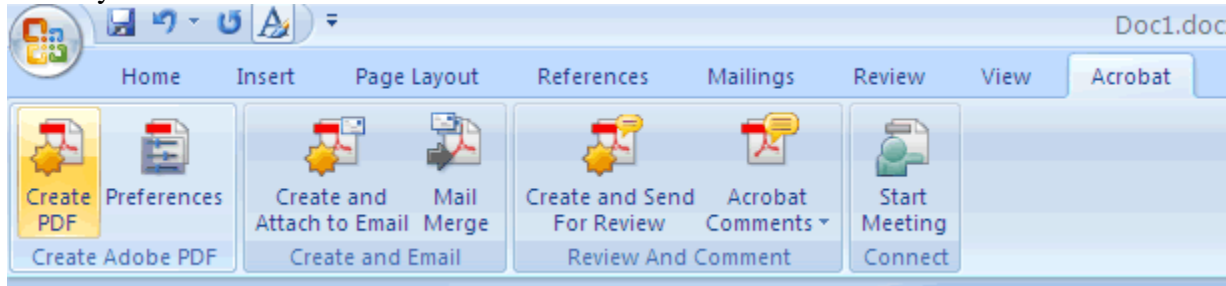 Doc1.doc
Home Insert Page Layout References Mailings Review View Acrobat
Create PDF
Preferences
Create and
Attach to Email
Mail
Merge
Create and Send
For Review
Acrobat
Comments
Start
Meeting
Create Adobe PDF
Create and Email
Review And Comment
Connect